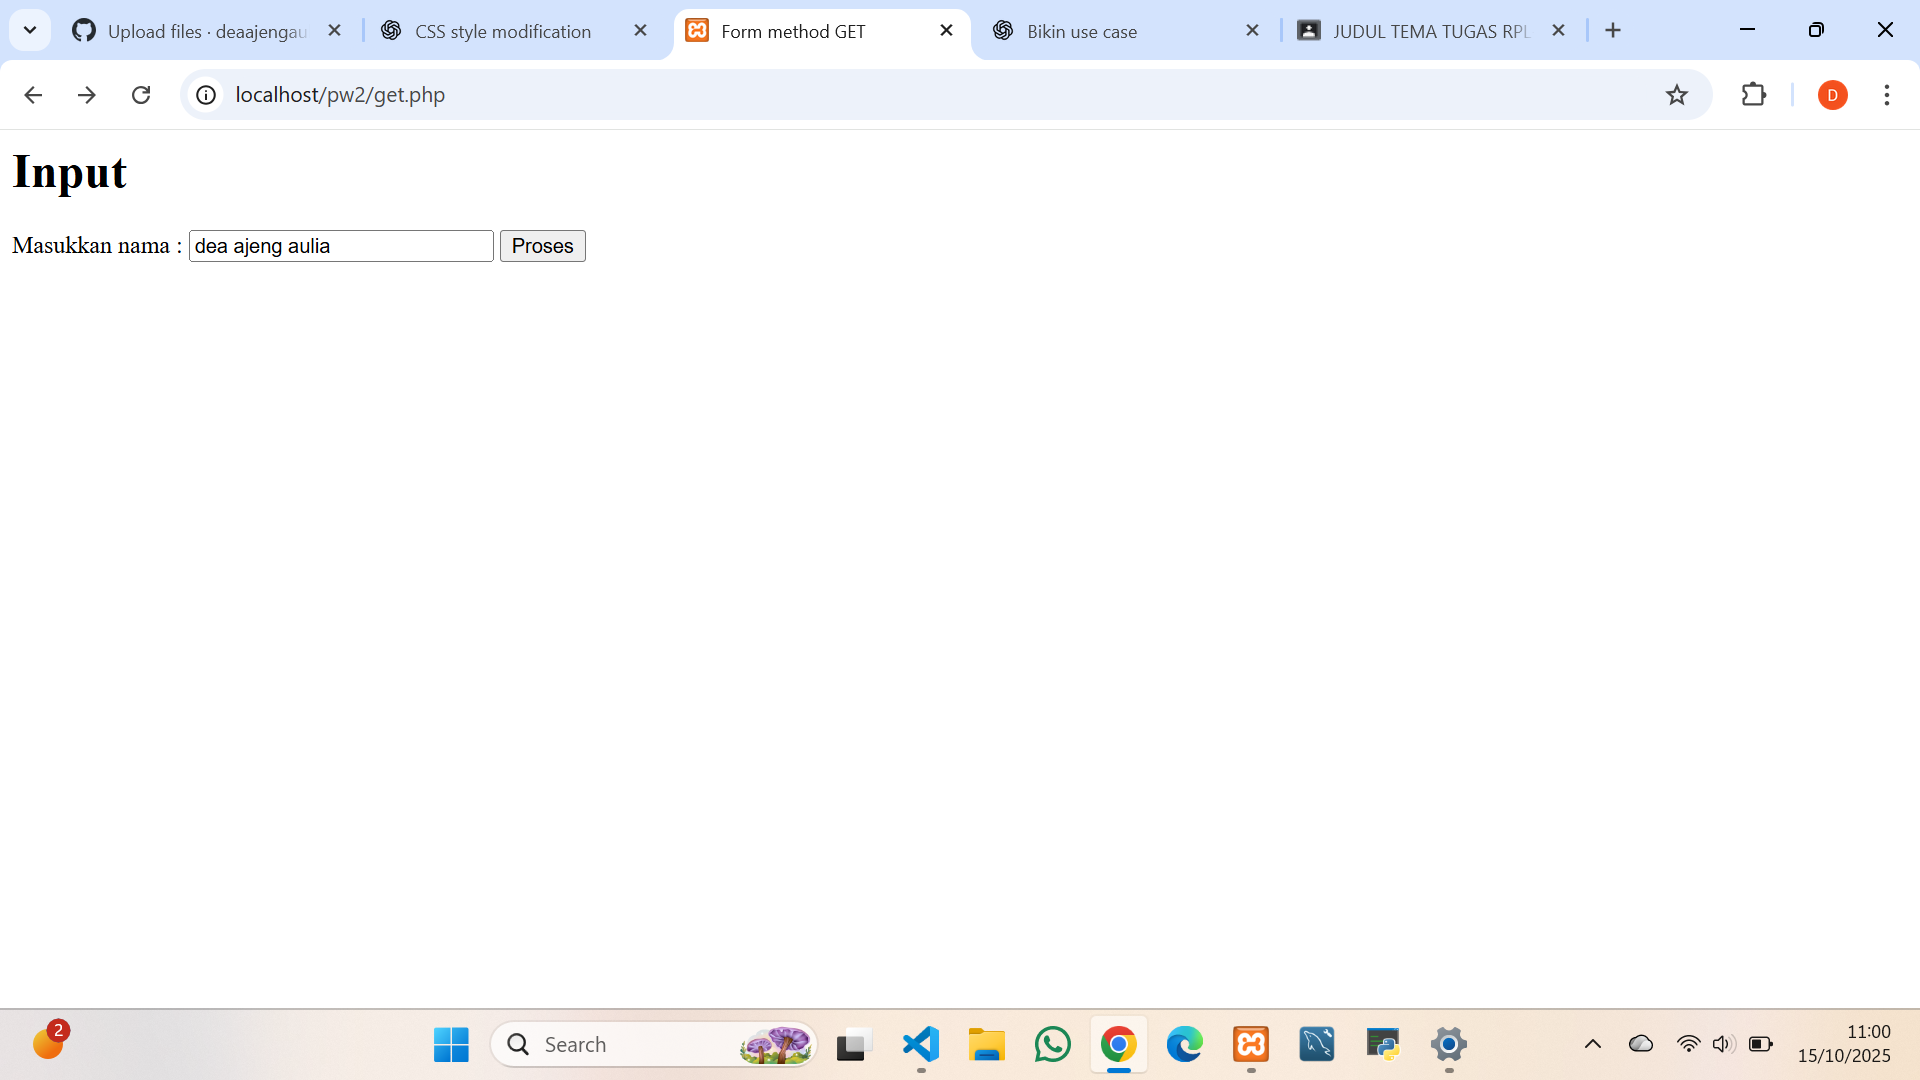 Upload files · deaajengau
CSS style modification
Form method GET
Bikin use case
JUDUL TEMA TUGAS RPL
localhost/pw2/get.php
D
Input
Masukkan nama : dea ajeng aulia Proses
2
Search
11:00
15/10/2025